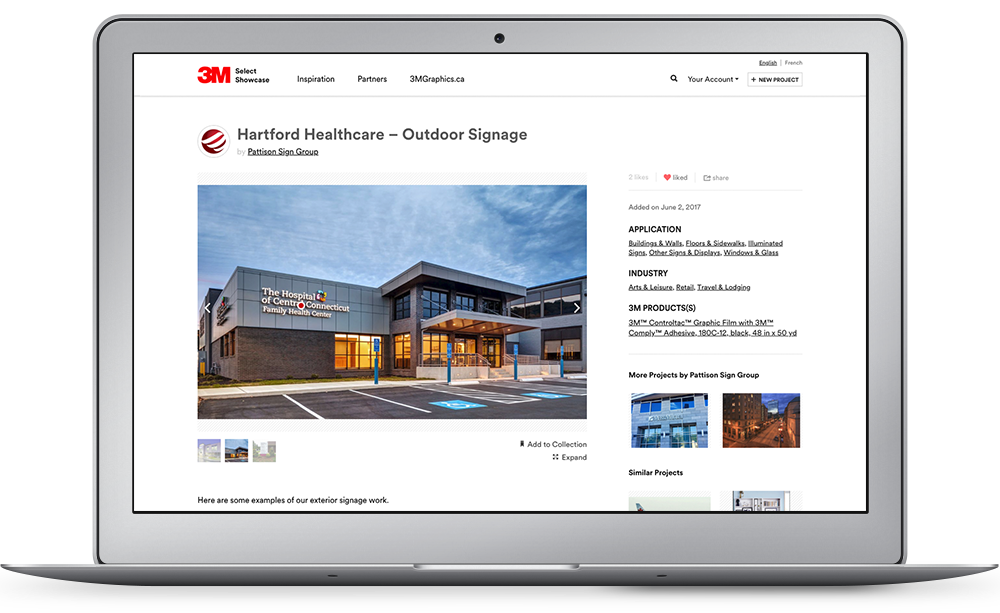 English | French
3M Select
Showcase
Inspiration Partners 3MGraphics.ca
Your Account
+ NEW PROJECT
Hartford Healthcare – Outdoor Signage
by Pattison Sign Group
2 likes liked share
Added on June 2, 2017
APPLICATION
Buildings & Walls, Floors & Sidewalks, Illuminated
Signs, Other Signs & Displays, Windows & Glass
INDUSTRY
Arts & Leisure, Retail, Travel & Lodging
3M PRODUCTS(S)
3M™ Controltac™ Graphic Film with 3M™
Comply™ Adhesive, 180C-12, black, 48 in x 50 yd
The Hospital
of Central Connecticut
Family Health Center
More Projects by Pattison Sign Group
Add to Collection
Expand
Similar Projects
Here are some examples of our exterior signage work.